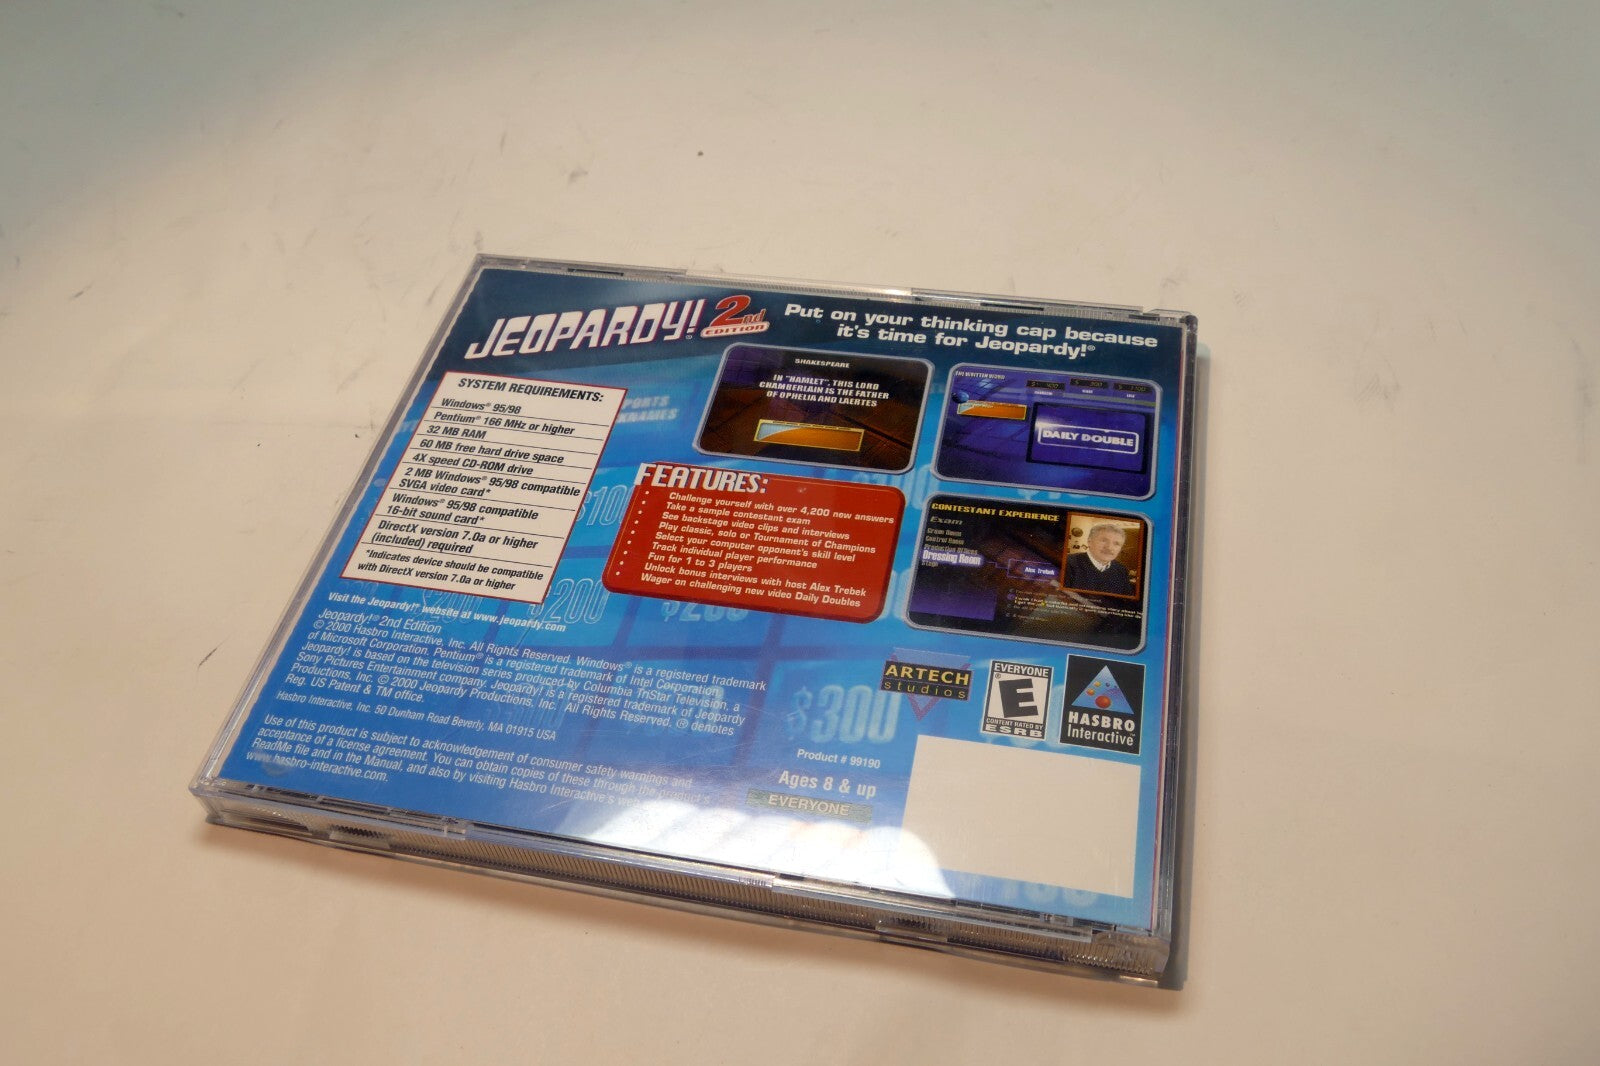 JEOPARDY! 2nd
EDITION
Put on your thinking cap because
it's time for Jeopardy!®
SYSTEM REQUIREMENTS:
Windows® 95/98
Pentium® 166 MHz or higher
32 MB RAM
60 MB free hard drive space
4X speed CD-ROM drive
2 MB Windows® 95/98 compatible
SVGA video card*
Windows® 95/98 compatible
16-bit sound card*
DirectX version 7.0a or higher
(included) required
*Indicates device should be compatible
with DirectX version 7.0a or higher
SHAKESPEARE
IN "HAMLET", THIS LORD
CHAMBERLAIN IS THE FATHER
OF OPHELIA AND LAERTES
THE WRITTEN WORD
DAILY DOUBLE
FEATURES:
• Challenge yourself with over 4,200 new answers
• Take a sample contestant exam
• See backstage video clips and interviews
• Play classic, solo or Tournament of Champions
• Select your computer opponent's skill level
• Track individual player performance
• Fun for 1 to 3 players
• Unlock bonus interviews with host Alex Trebek
• Wager on challenging new video Daily Doubles
CONTESTANT EXPERIENCE
Exam
Green Room
Control Room
Production Offices
Dressing Room
Stage
Alex Trebek
$200
$300
Visit the Jeopardy!® website at www.jeopardy.com
Jeopardy!® 2nd Edition
© 2000 Hasbro Interactive, Inc. All Rights Reserved. Windows® is a registered trademark
of Microsoft Corporation. Pentium® is a registered trademark of Intel Corporation.
Jeopardy! is based on the television series produced by Columbia TriStar Television, a
Sony Pictures Entertainment company. Jeopardy! is a registered trademark of Jeopardy
Productions, Inc. © 2000 Jeopardy Productions, Inc. All Rights Reserved. ® denotes
Reg. US Patent & TM office.
Hasbro Interactive, Inc. 50 Dunham Road Beverly, MA 01915 USA
Use of this product is subject to acknowledgement of consumer safety warnings and
acceptance of a license agreement. You can obtain copies of these through the product's
ReadMe file and in the Manual, and also by visiting Hasbro Interactive's
www.hasbro-interactive.com.
ARTECH
studios
EVERYONE
E
CONTENT RATED BY
ESRB
HASBRO
Interactive™
Product # 99190
Ages 8 & up
EVERYONE